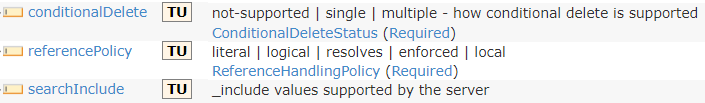 conditionalDelete TU not-supported | single | multiple - how conditional delete is supported
ConditionalDeleteStatus (Required)
referencePolicy TU literal | logical | resolves | enforced | local
ReferenceHandlingPolicy (Required)
searchInclude TU _include values supported by the server